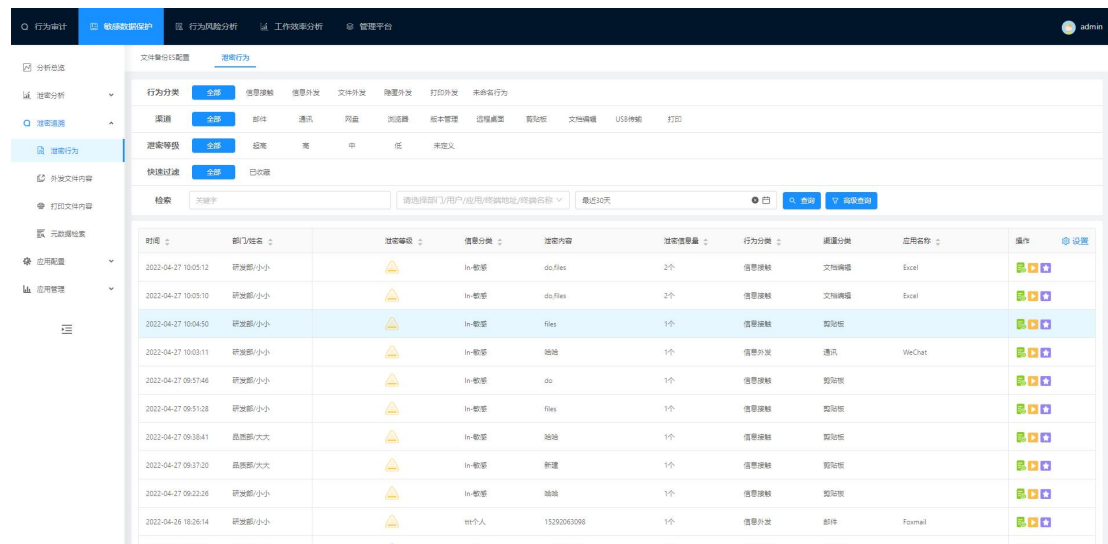 行为审计 敏感数据保护 行为风险分析 工作效率分析 管理平台 admin
文件备份ES配置 泄密行为
分析总览
泄密分析
泄密追溯
泄密行为
外发文件内容
打印文件内容
元数据检索
应用配置
应用管理
行为分类 全部 信息接触 信息外发 文件外发 隐匿外发 打印外发 未命名行为
渠道 全部 邮件 通讯 网盘 浏览器 版本管理 远程桌面 剪贴板 文档编辑 USB传输 打印
泄密等级 全部 超高 高 中 低 未定义
快速过滤 全部 已收藏
检索 关键字 请选择部门/用户/应用/终端地址/终端名称 最近30天 查询 高级查询
时间 部门/姓名 泄密等级 信息分类 泄密内容 泄密信息量 行为分类 渠道分类 应用名称 操作 设置
2022-04-27 10:05:12 研发部/小小 In-敏感 do,files 2个 信息接触 文档编辑 Excel
2022-04-27 10:05:10 研发部/小小 In-敏感 do,files 2个 信息接触 文档编辑 Excel
2022-04-27 10:04:50 研发部/小小 In-敏感 files 1个 信息接触 剪贴板
2022-04-27 10:03:11 研发部/小小 In-敏感 哈哈 1个 信息外发 通讯 WeChat
2022-04-27 09:57:46 研发部/小小 In-敏感 do 1个 信息接触 剪贴板
2022-04-27 09:51:28 研发部/小小 In-敏感 files 1个 信息接触 剪贴板
2022-04-27 09:38:41 品质部/大大 In-敏感 哈哈 1个 信息接触 剪贴板
2022-04-27 09:37:20 品质部/大大 In-敏感 新建 1个 信息接触 剪贴板
2022-04-27 09:22:26 研发部/小小 In-敏感 哈哈 1个 信息接触 剪贴板
2022-04-26 18:26:14 研发部/小小 ttt个人 15292063098 1个 信息外发 邮件 Foxmail